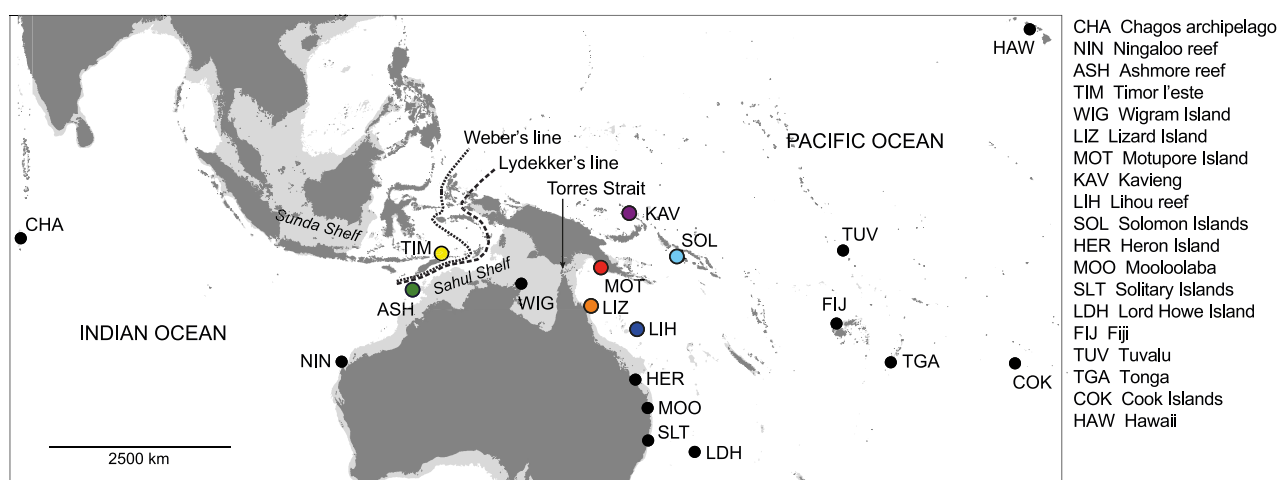 HAW
Weber's line
PACIFIC OCEAN
Lydekker's line
Torres Strait
CHA
Sunda Shelf
KAV
TIM
SOL
TUV
Sahul Shelf
ASH
WIG
MOT
LIZ
FIJ
INDIAN OCEAN
LIH
NIN
TGA
HER
COK
MOO
SLT
2500 km
LDH
CHA Chagos archipelago
NIN Ningaloo reef
ASH Ashmore reef
TIM Timor l'este
WIG Wigram Island
LIZ Lizard Island
MOT Motupore Island
KAV Kavieng
LIH Lihou reef
SOL Solomon Islands
HER Heron Island
MOO Mooloolaba
SLT Solitary Islands
LDH Lord Howe Island
FIJ Fiji
TUV Tuvalu
TGA Tonga
COK Cook Islands
HAW Hawaii